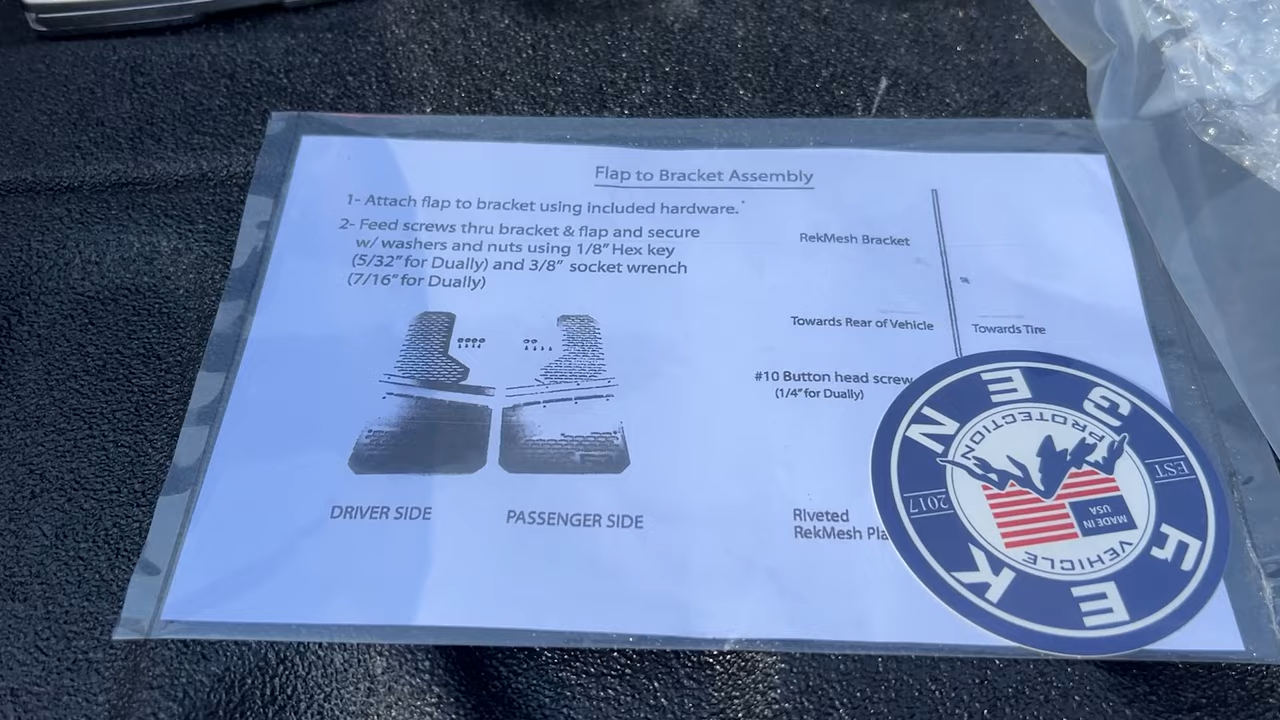 Flap to Bracket Assembly
1- Attach flap to bracket using included hardware.
2- Feed screws thru bracket & flap and secure
w/ washers and nuts using 1/8" Hex key
(5/32" for Dually) and 3/8" socket wrench
(7/16" for Dually)
RekMesh Bracket
Towards Rear of Vehicle
Towards Tire
#10 Button head screw
(1/4" for Dually)
DRIVER SIDE
PASSENGER SIDE
Riveted
RekMesh Pla
REKGEN
VEHICLE
PROTECTION
EST
2017
MADE IN
USA